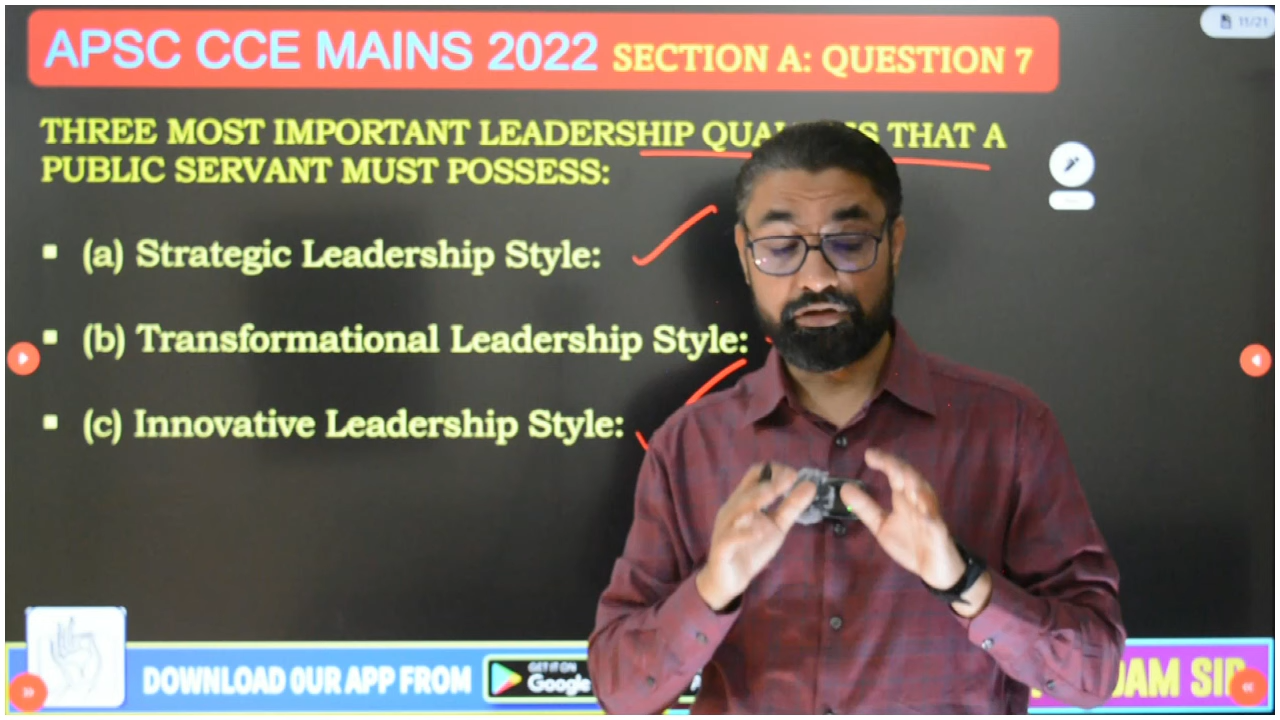 APSC CCE MAINS 2022 SECTION A: QUESTION 7
11/21
THREE MOST IMPORTANT LEADERSHIP THAT A
PUBLIC SERVANT MUST POSSESS:
▪ (a) Strategic Leadership Style:
▪ (b) Transformational Leadership Style:
▪ (c) Innovative Leadership Style:
DOWNLOAD OUR APP FROM
GET IT ON
Google